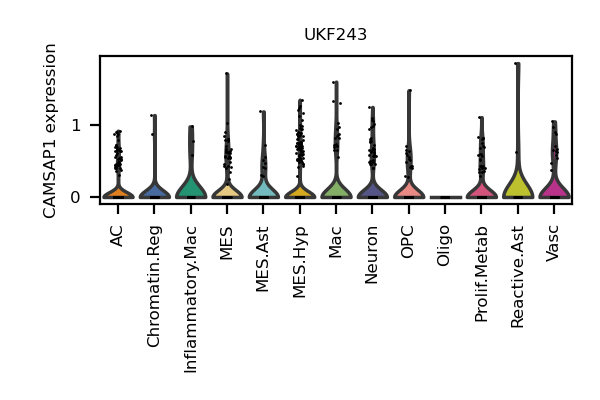 UKF243
CAMSAP1 expression
1
0
AC
Chromatin.Reg
Inflammatory.Mac
MES
MES.Ast
MES.Hyp
Mac
Neuron
OPC
Oligo
Prolif.Metab
Reactive.Ast
Vasc